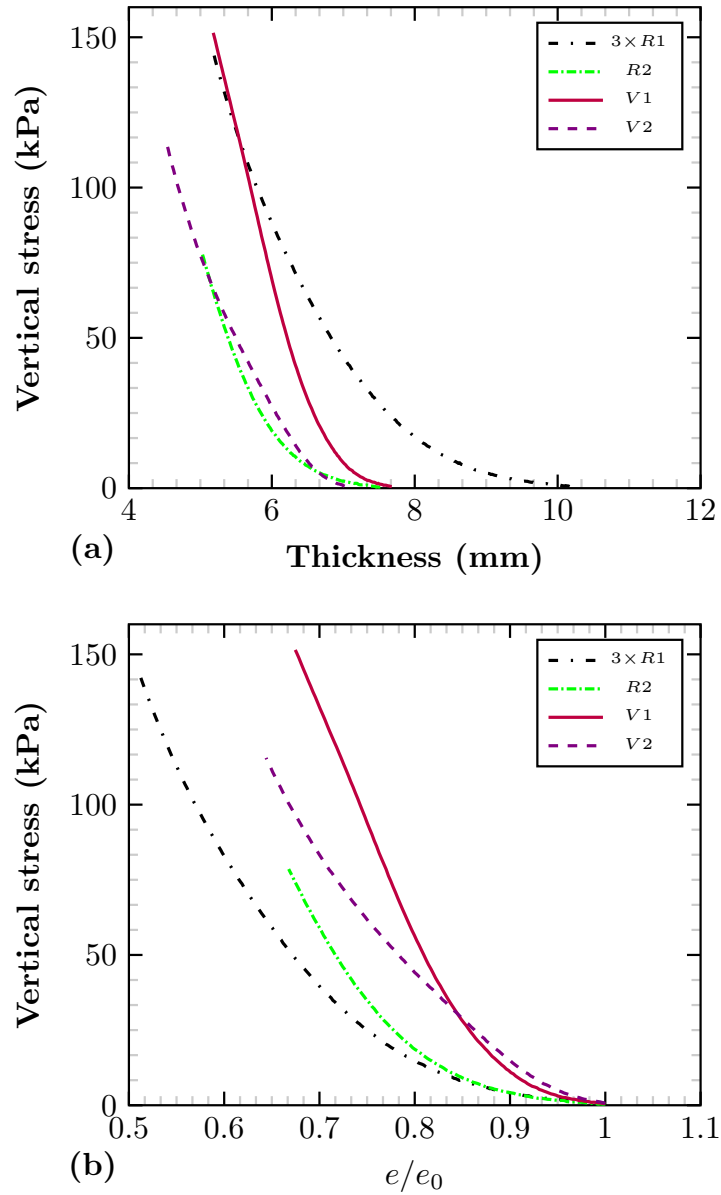 150
100
50
0
Vertical stress (kPa)
3×R1
R2
V1
V2
4
6
8
10
12
(a)
Thickness (mm)
150
100
50
0
Vertical stress (kPa)
3×R1
R2
V1
V2
0.5
0.6
0.7
0.8
0.9
1
1.1
(b)
e/e₀